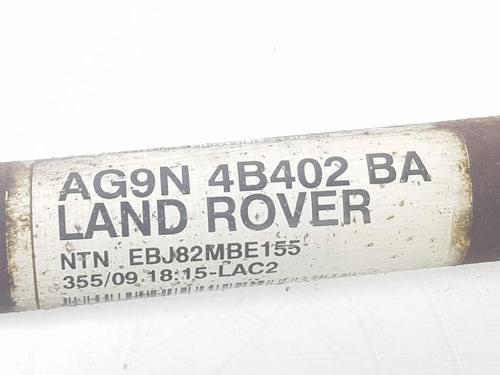 AG9N 4B402 BA
LAND ROVER
NTN EBJ82MBE155
355/09 18:15-LAC2